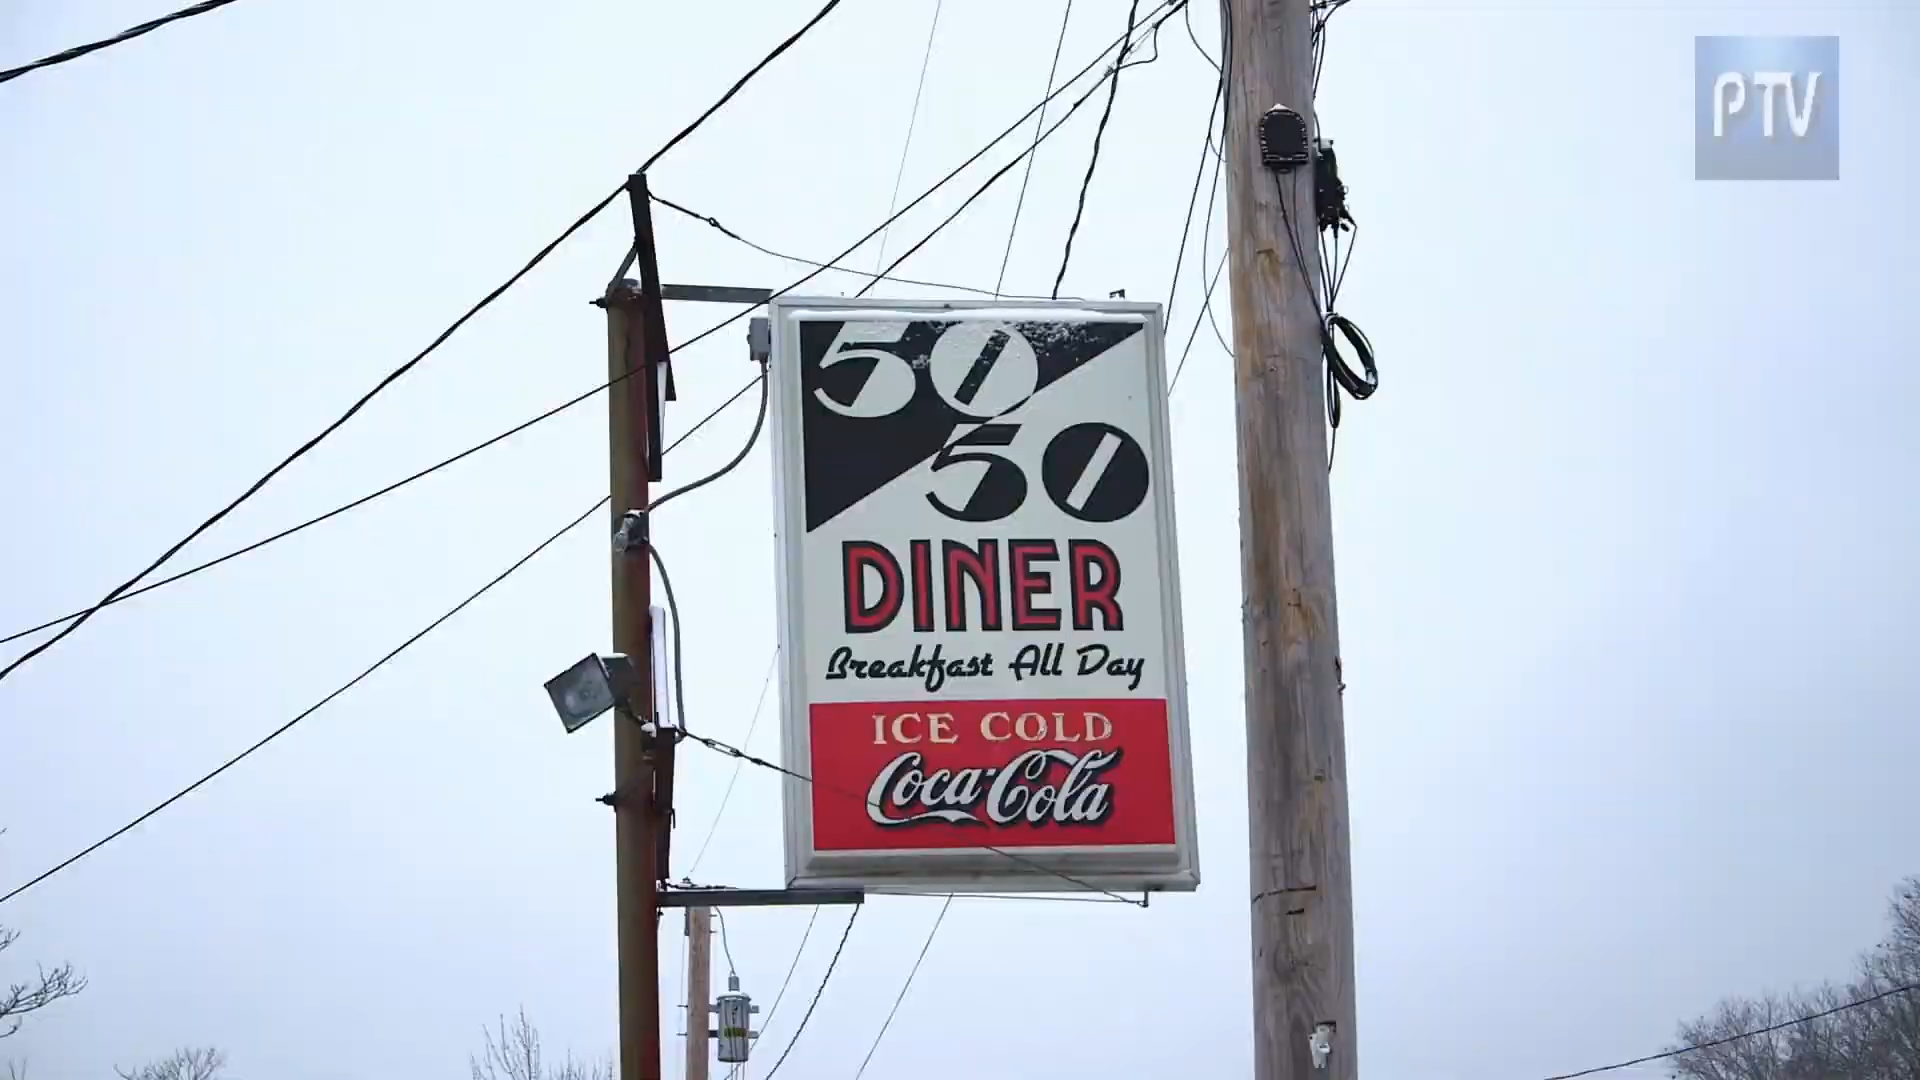 PTV
50
50
DINER
Breakfast All Day
ICE COLD
Coca-Cola